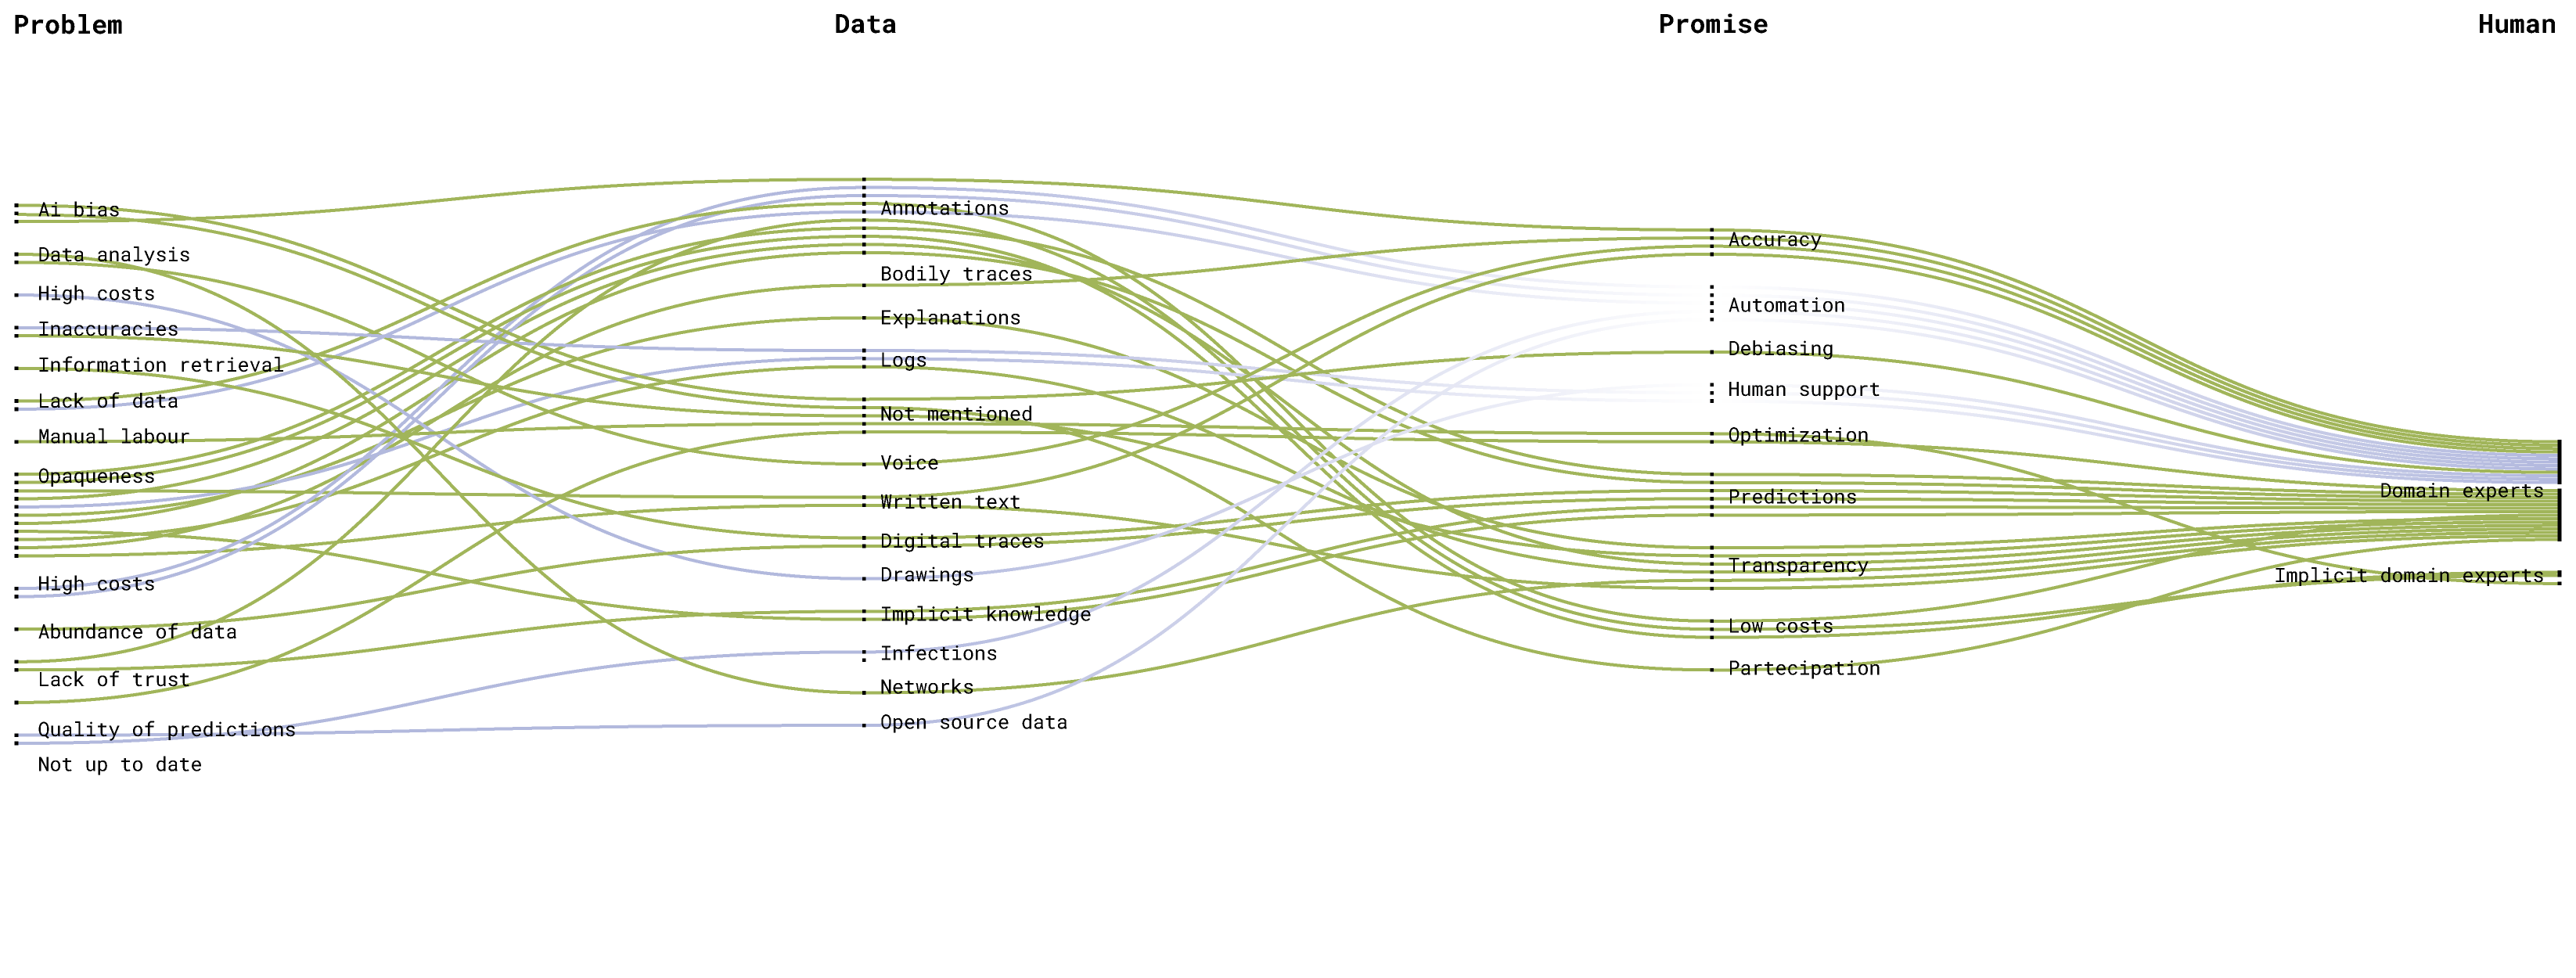 Problem
Data
Promise
Human
Ai bias
Data analysis
High costs
Inaccuracies
Information retrieval
Lack of data
Manual labour
Opaqueness
High costs
Abundance of data
Lack of trust
Quality of predictions
Not up to date
Annotations
Bodily traces
Explanations
Logs
Not mentioned
Voice
Written text
Digital traces
Drawings
Implicit knowledge
Infections
Networks
Open source data
Accuracy
Automation
Debiasing
Human support
Optimization
Predictions
Transparency
Low costs
Partecipation
Domain experts
Implicit domain experts